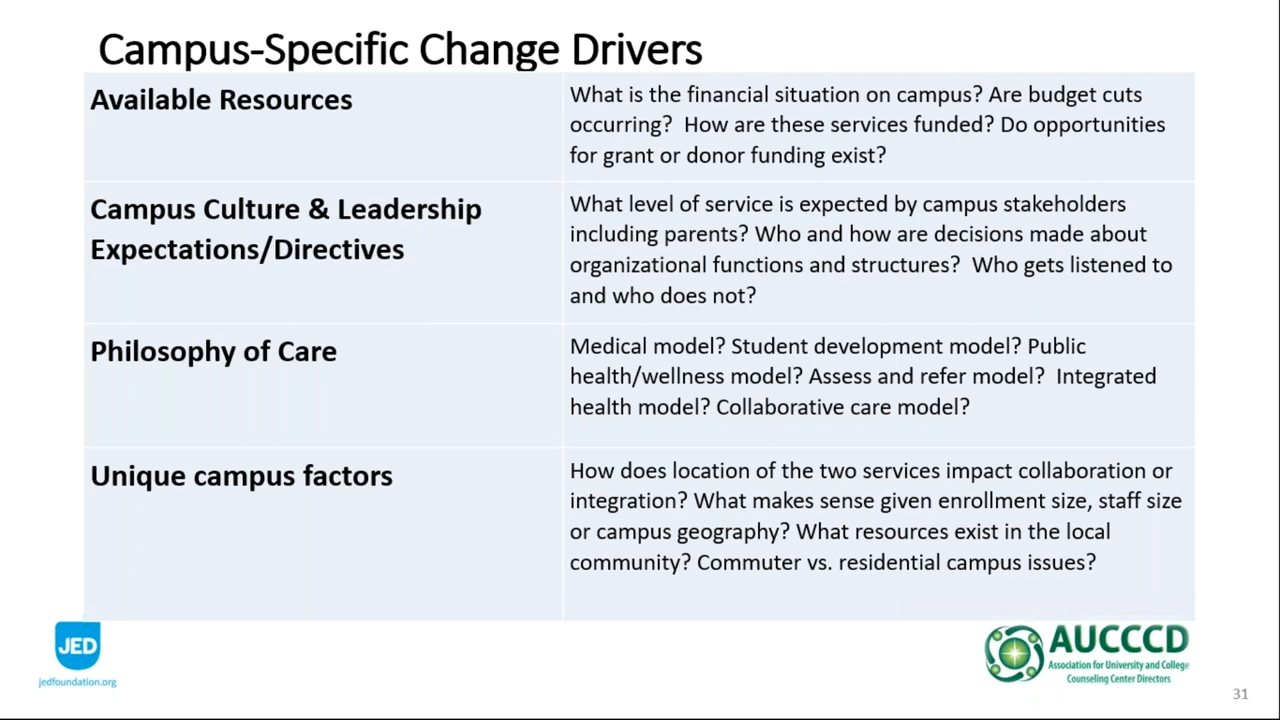 Campus-Specific Change Drivers
Available Resources
What is the financial situation on campus? Are budget cuts
occurring?  How are these services funded? Do opportunities
for grant or donor funding exist?
Campus Culture & Leadership
Expectations/Directives
What level of service is expected by campus stakeholders
including parents? Who and how are decisions made about
organizational functions and structures?  Who gets listened to
and who does not?
Philosophy of Care
Medical model? Student development model? Public
health/wellness model? Assess and refer model?  Integrated
health model? Collaborative care model?
Unique campus factors
How does location of the two services impact collaboration or
integration? What makes sense given enrollment size, staff size
or campus geography? What resources exist in the local
community? Commuter vs. residential campus issues?
JED
jedfoundation.org
AUCCCD
Association for University and College
Counseling Center Directors
31